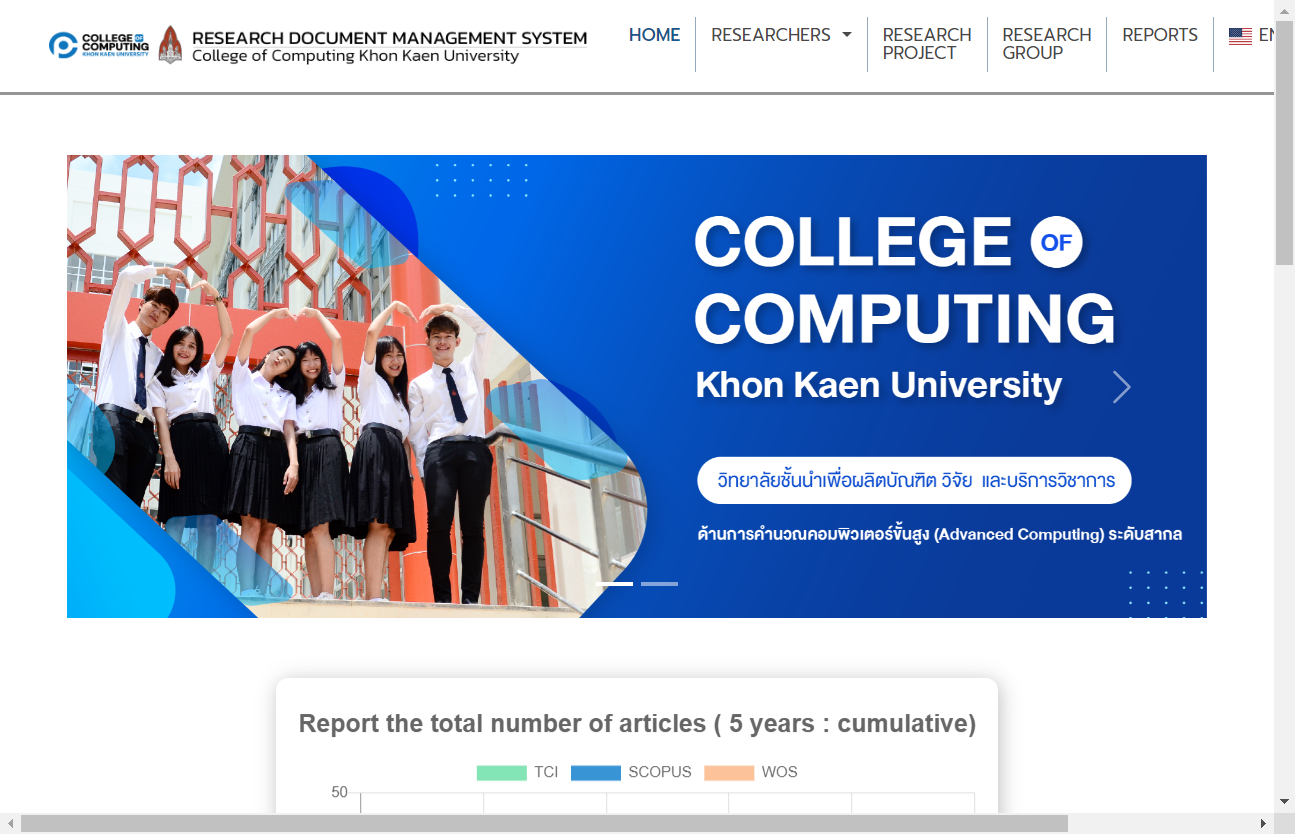 COLLEGE OF
COMPUTING
KHON KAEN UNIVERSITY
RESEARCH DOCUMENT MANAGEMENT SYSTEM
College of Computing Khon Kaen University
HOME
RESEARCHERS
RESEARCH
PROJECT
RESEARCH
GROUP
REPORTS
EN
COLLEGE OF
COMPUTING
Khon Kaen University
วิทยาลัยชั้นนำเพื่อผลิตบัณฑิต วิจัย และบริการวิชาการ
ด้านการคำนวณคอมพิวเตอร์ขั้นสูง (Advanced Computing) ระดับสากล
Report the total number of articles ( 5 years : cumulative)
TCI SCOPUS WOS
50